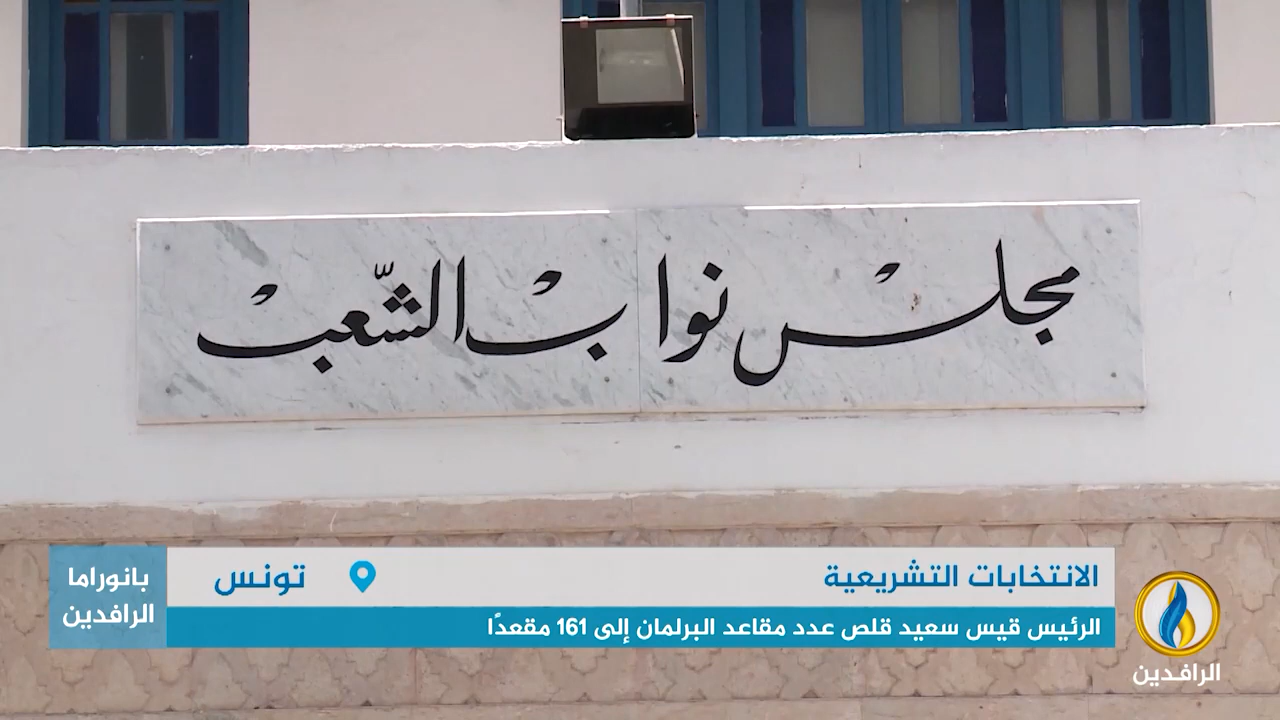 مجلس نواب الشّعب
الانتخابات التشريعية
تونس
الرئيس قيس سعيد قلص عدد مقاعد البرلمان إلى 161 مقعدًا
بانوراما
الرافدين
الرافدين